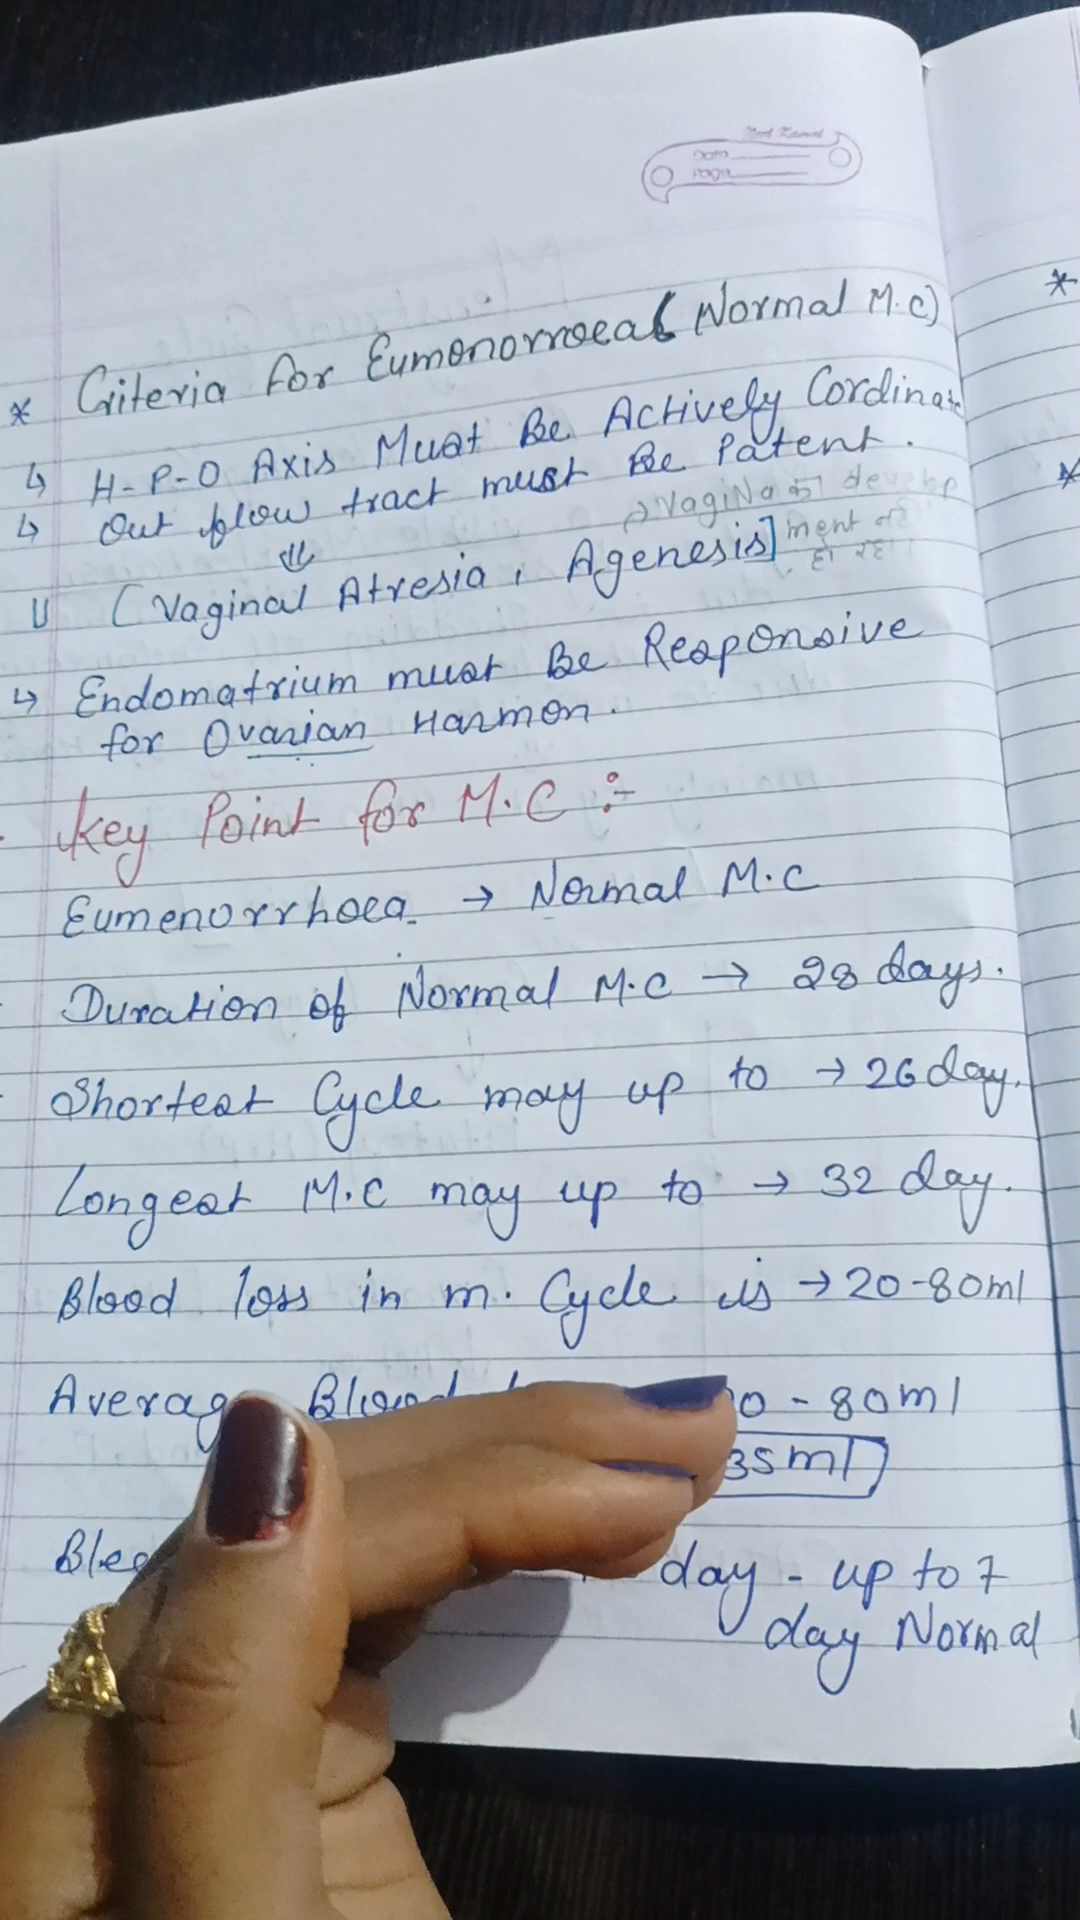 Date
Page
* Criteria for Eumonorroea (Normal M.C)
↳ H-P-O Axis Must Be Actively Cordinate
↳ Out flow tract must Be Patent.
→ Vagina का develop
ment नहीं
हो रहा
(Vaginal Atresia, Agenesis]
↳ Endomatrium must Be Responsive
for Ovarian Harmon.
Key Point for M.C :-
Eumenorrhoea → Normal M.C
Duration of Normal M.C → 28 days.
Shortest Cycle may up to → 26 day.
Longest M.C may up to → 32 day.
Blood loss in m. Cycle is → 20-80ml
Average Blood 0 - 80ml
35ml
day - up to 7
day Normal